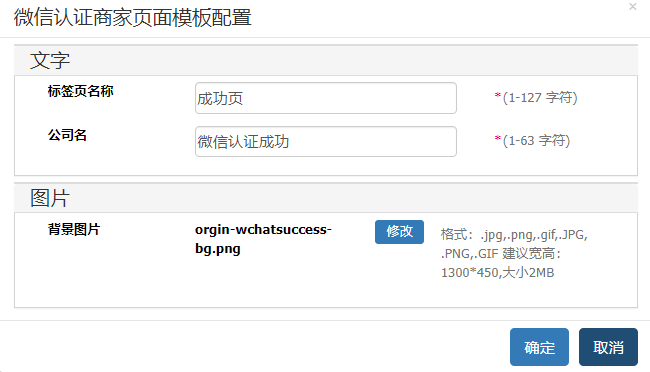 微信认证商家页面模板配置
×
文字
标签页名称 成功页 *(1-127 字符)
公司名 微信认证成功 *(1-63 字符)
图片
背景图片 orgin-wchatsuccess- 修改 格式：.jpg,.png,.gif,.JPG,
bg.png .PNG,.GIF 建议宽高：
1300*450,大小2MB
确定 取消